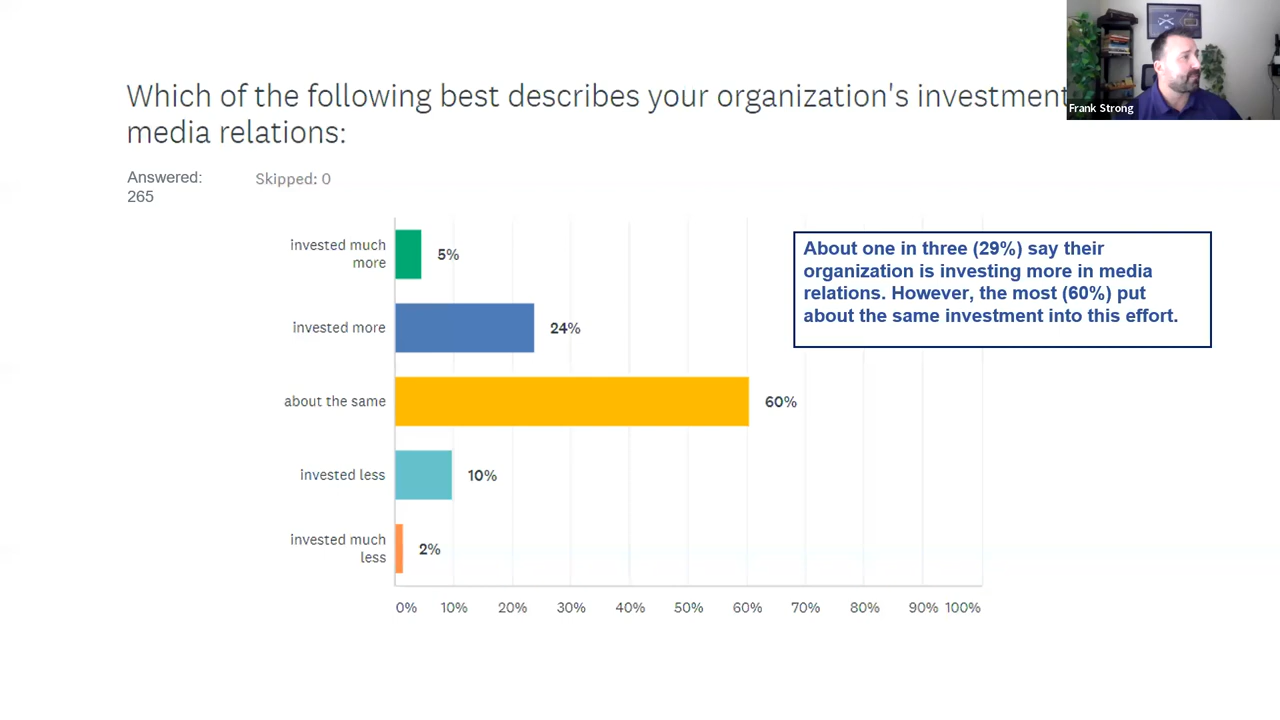 Which of the following best describes your organization's investment
media relations:
Frank Strong
Answered:
265
Skipped: 0
invested much
more
5%
About one in three (29%) say their
organization is investing more in media
relations. However, the most (60%) put
about the same investment into this effort.
invested more
24%
about the same
60%
invested less
10%
invested much
less
2%
0% 10% 20% 30% 40% 50% 60% 70% 80% 90% 100%